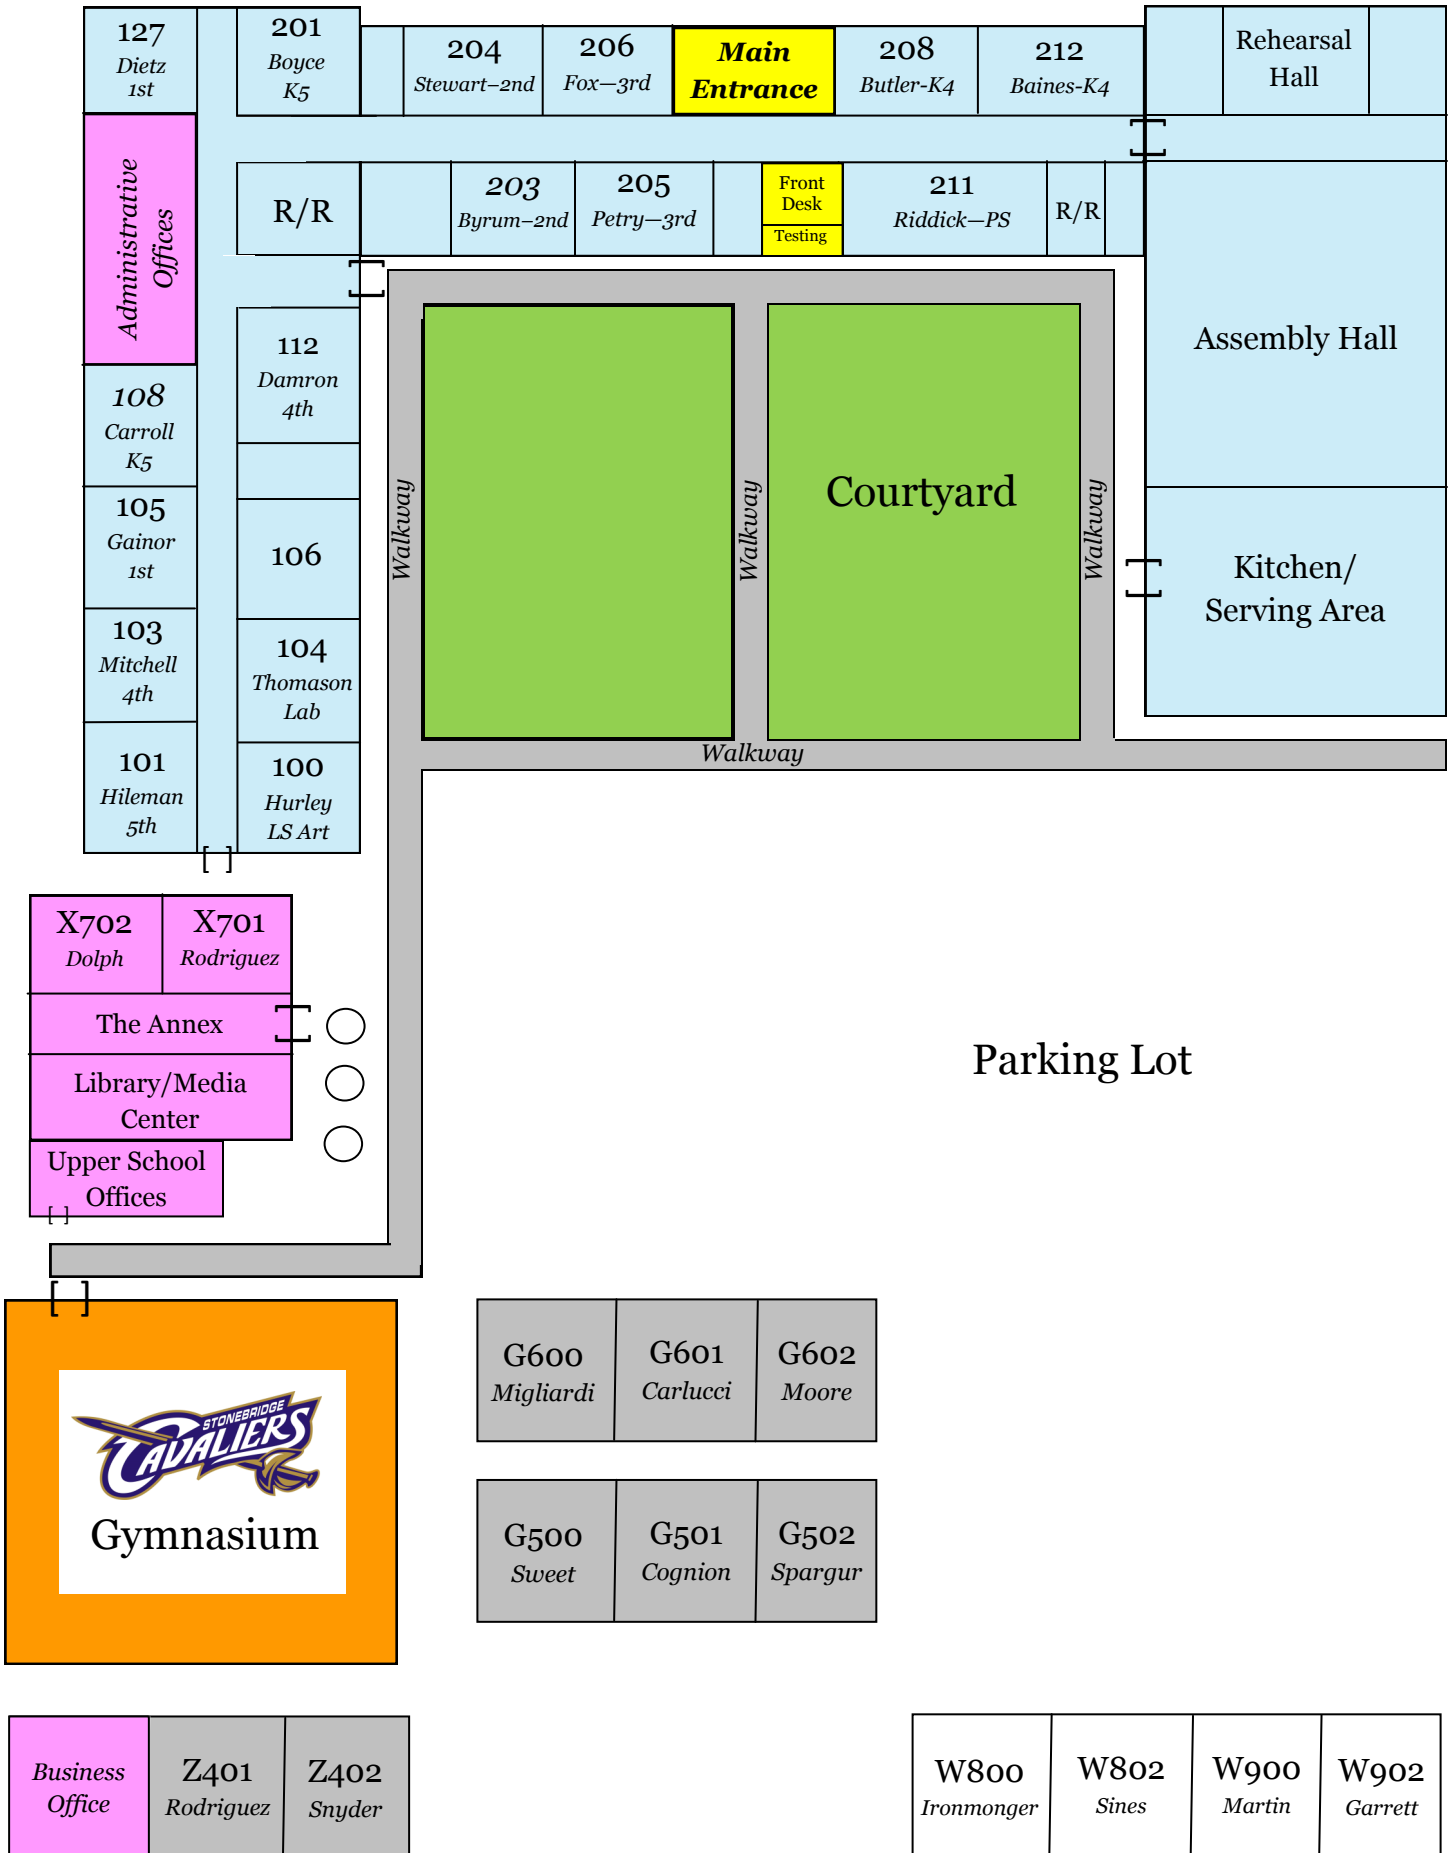 127
Dietz
1st
201
Boyce
K5
204
Stewart–2nd
206
Fox—3rd
Main
Entrance
208
Butler-K4
212
Baines-K4
Rehearsal
Hall
Administrative
Offices
R/R
203
Byrum–2nd
205
Petry—3rd
Front
Desk
Testing
211
Riddick—PS
R/R
Assembly Hall
112
Damron
4th
108
Carroll
K5
105
Gainor
1st
106
103
Mitchell
4th
104
Thomason
Lab
101
Hileman
5th
100
Hurley
LS Art
Walkway
Walkway
Courtyard
Walkway
Kitchen/
Serving Area
Walkway
X702
Dolph
X701
Rodriguez
The Annex
Library/Media
Center
Upper School
Offices
Parking Lot
STONEBRIDGE
CAVALIERS
Gymnasium
G600
Migliardi
G601
Carlucci
G602
Moore
G500
Sweet
G501
Cognion
G502
Spargur
Business
Office
Z401
Rodriguez
Z402
Snyder
W800
Ironmonger
W802
Sines
W900
Martin
W902
Garrett